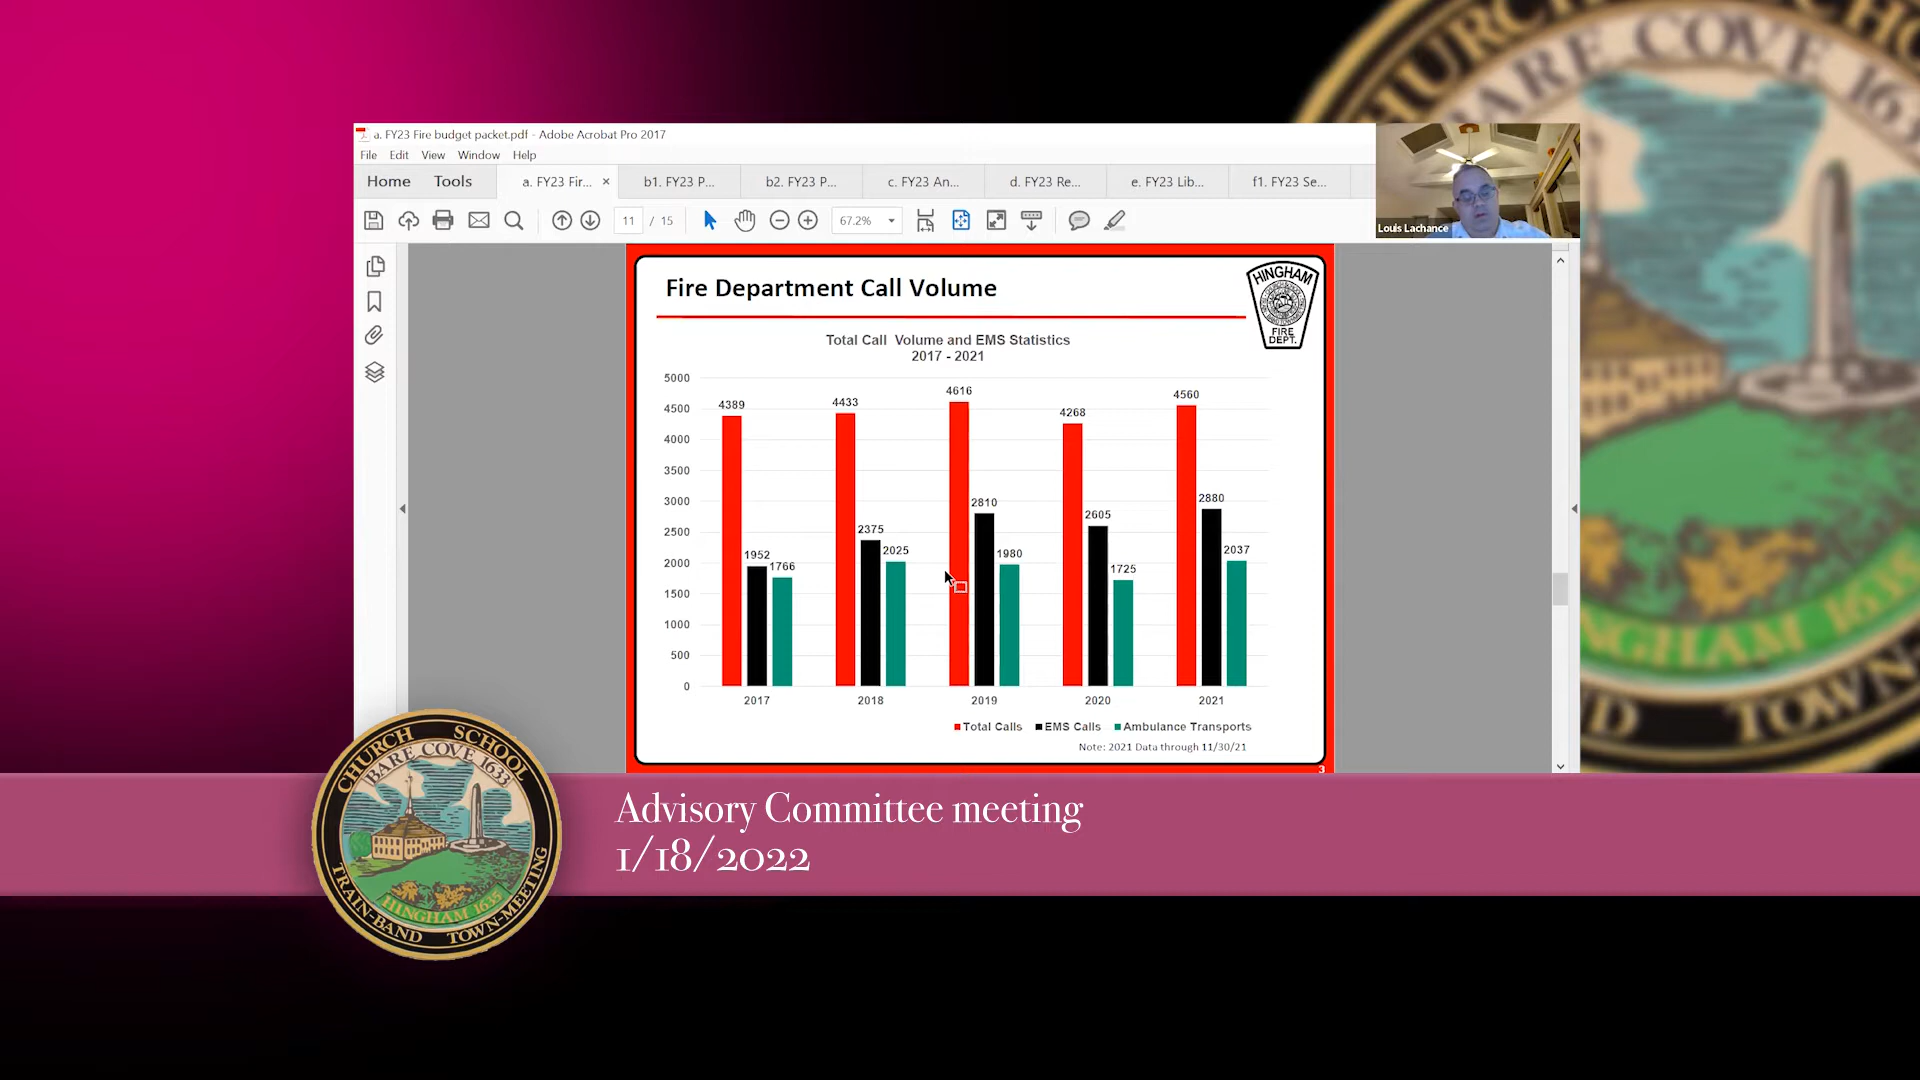 a. FY23 Fire budget packet.pdf - Adobe Acrobat Pro 2017
File Edit View Window Help
Home Tools a. FY23 Fir... × b1. FY23 P... b2. FY23 P... c. FY23 An... d. FY23 Re... e. FY23 Lib... f1. FY23 Se...
11 / 15 67.2%
Louis Lachance
Fire Department Call Volume
HINGHAM
FIRE
DEPT.
Total Call Volume and EMS Statistics
2017 - 2021
5000
4500
4000
3500
3000
2500
2000
1500
1000
500
0
4389 1952 1766
4433 2375 2025
4616 2810 1980
4268 2605 1725
4560 2880 2037
2017 2018 2019 2020 2021
Total Calls EMS Calls Ambulance Transports
Note: 2021 Data through 11/30/21
3
Advisory Committee meeting
1/18/2022
CHURCH SCHOOL
BARE COVE 1633
HINGHAM 1635
TRAIN-BAND TOWN-MEETING